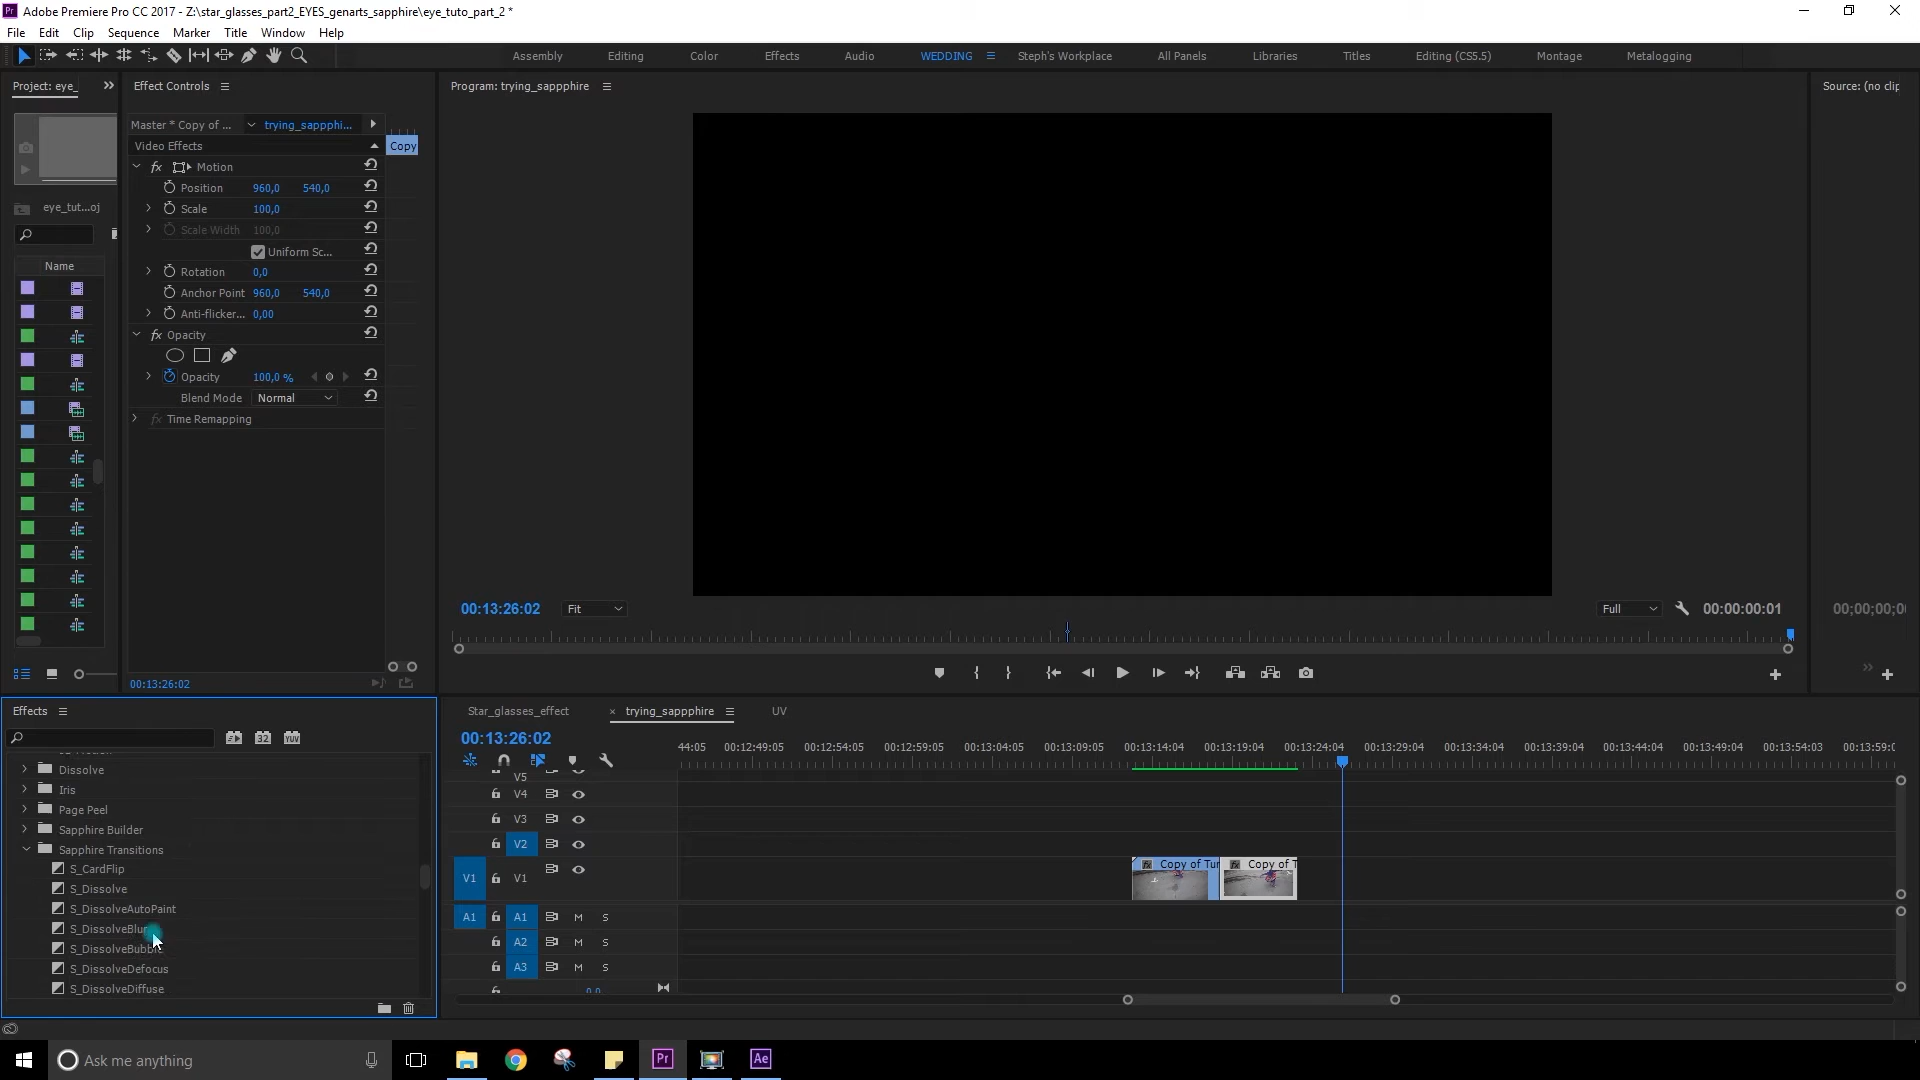 Adobe Premiere Pro CC 2017 - Z:\star_glasses_part2_EYES_genarts_sapphire\eye_tuto_part_2 *
File Edit Clip Sequence Marker Title Window Help
Assembly Editing Color Effects Audio WEDDING Steph's Workplace All Panels Libraries Titles Editing (CS5.5) Montage Metalogging
Project: eye_
Effect Controls
Program: trying_sappphire
Source: (no clip
Master * Copy of ... trying_sappphi...
Video Effects
Copy
fx Motion
Position 960,0 540,0
Scale 100,0
Scale Width 100,0
Uniform Sc...
Rotation 0,0
Anchor Point 960,0 540,0
Anti-flicker... 0,00
fx Opacity
Opacity 100,0 %
Blend Mode Normal
fx Time Remapping
eye_tut...oj
Name
00:13:26:02
00:13:26:02 Fit Full 00:00:00:01 00;00;00;0
Effects
Dissolve
Iris
Page Peel
Sapphire Builder
Sapphire Transitions
S_CardFlip
S_Dissolve
S_DissolveAutoPaint
S_DissolveBlur
S_DissolveBubble
S_DissolveDefocus
S_DissolveDiffuse
Star_glasses_effect × trying_sappphire UV
00:13:26:02
44:05 00:12:49:05 00:12:54:05 00:12:59:05 00:13:04:05 00:13:09:05 00:13:14:04 00:13:19:04 00:13:24:04 00:13:29:04 00:13:34:04 00:13:39:04 00:13:44:04 00:13:49:04 00:13:54:03 00:13:59:0
V5
V4
V3
V2
V1 V1
fx Copy of Tur fx Copy of T
A1 A1 M S
A2 M S
A3 M S
0,0
Ask me anything
Pr Ae